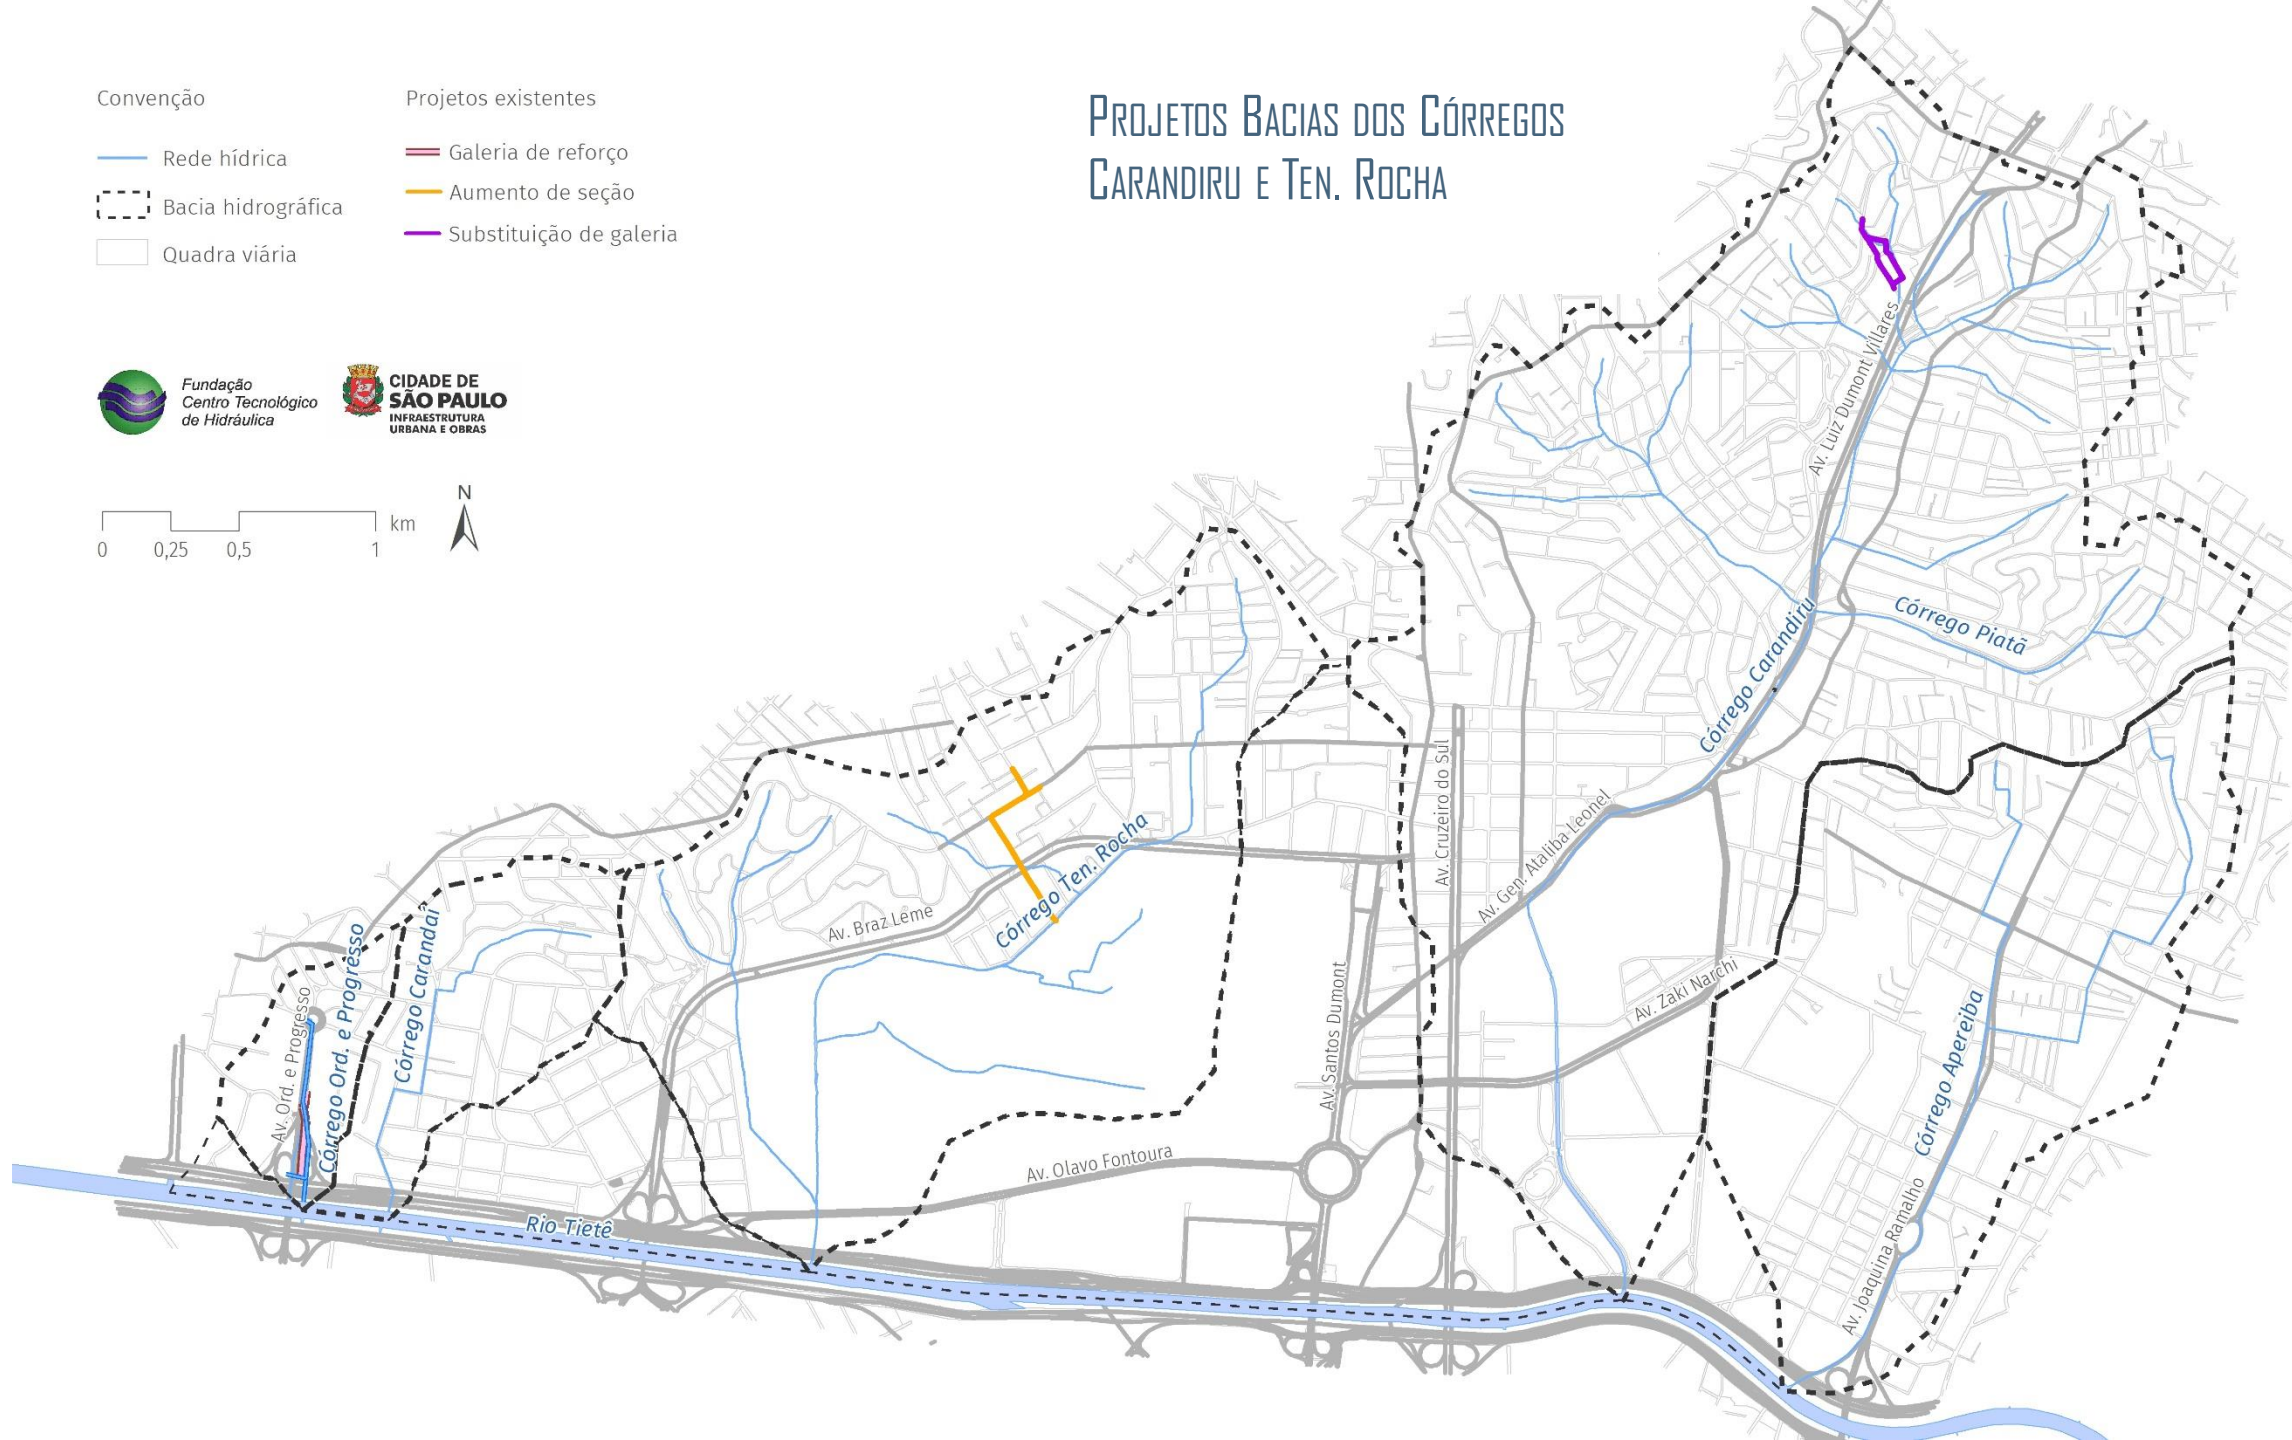 Convenção
Rede hídrica
Bacia hidrográfica
Quadra viária
Projetos existentes
Galeria de reforço
Aumento de seção
Substituição de galeria
Projetos Bacias dos Córregos
Carandiru e Ten. Rocha
Fundação
Centro Tecnológico
de Hidráulica
CIDADE DE
SÃO PAULO
INFRAESTRUTURA
URBANA E OBRAS
N
km
0 0,25 0,5 1
Av. Luiz Dumont Villares
Córrego Piatã
Córrego Carandiru
Av. Cruzeiro do Sul
Av. Gen. Ataliba Leonel
Córrego Ten. Rocha
Av. Braz Leme
Córrego Carandaí
Córrego Ord. e Progresso
Av. Ord. e Progresso
Av. Santos Dumont
Av. Zaki Narchi
Córrego Apereiba
Av. Olavo Fontoura
Rio Tietê
Av. Joaquina Ramalho